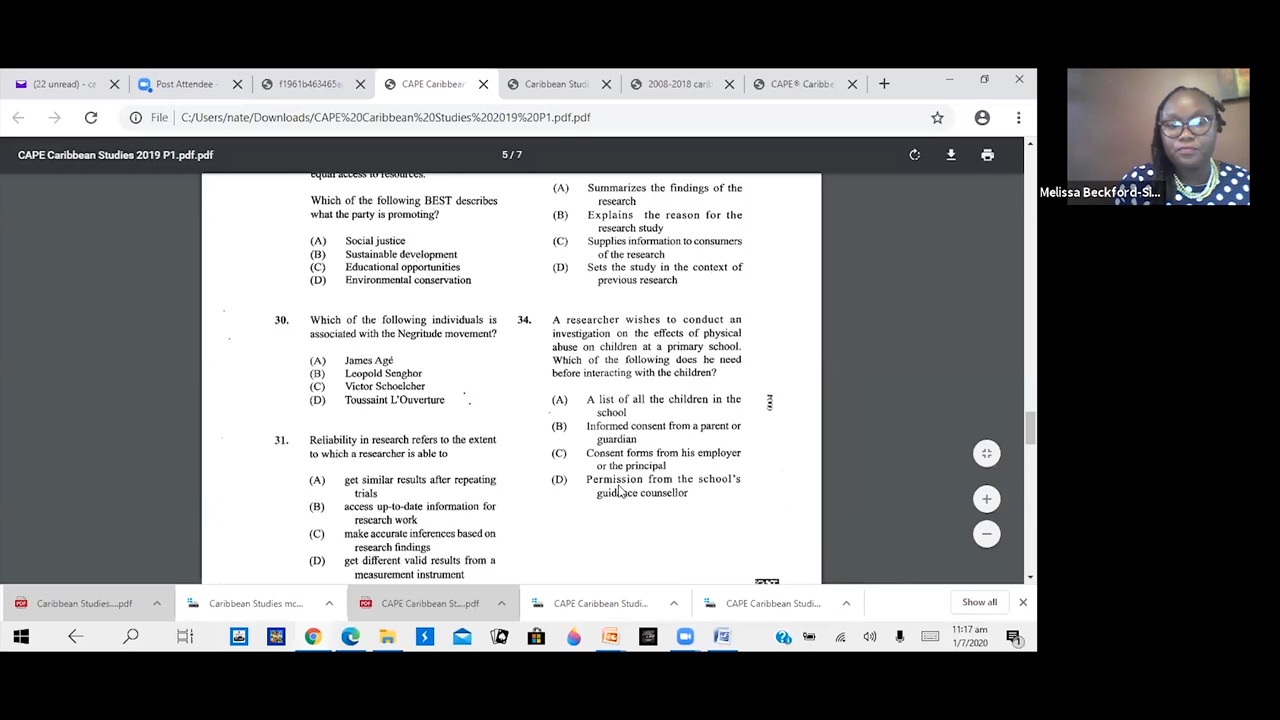 (22 unread) - ca
Post Attendee -
f1961b463465a
CAPE Caribbean
Caribbean Studi
2008-2018 carib
CAPE® Caribbe
File
C:/Users/nate/Downloads/CAPE%20Caribbean%20Studies%202019%20P1.pdf.pdf
CAPE Caribbean Studies 2019 P1.pdf.pdf
5 / 7
equal access to resources.
Which of the following BEST describes
what the party is promoting?
(A) Social justice
(B) Sustainable development
(C) Educational opportunities
(D) Environmental conservation
30. Which of the following individuals is
associated with the Negritude movement?
(A) James Agé
(B) Leopold Senghor
(C) Victor Schoelcher
(D) Toussaint L'Ouverture
31. Reliability in research refers to the extent
to which a researcher is able to
(A) get similar results after repeating
trials
(B) access up-to-date information for
research work
(C) make accurate inferences based on
research findings
(D) get different valid results from a
measurement instrument
(A) Summarizes the findings of the
research
(B) Explains the reason for the
research study
(C) Supplies information to consumers
of the research
(D) Sets the study in the context of
previous research
34. A researcher wishes to conduct an
investigation on the effects of physical
abuse on children at a primary school.
Which of the following does he need
before interacting with the children?
(A) A list of all the children in the
school
(B) Informed consent from a parent or
guardian
(C) Consent forms from his employer
or the principal
(D) Permission from the school's
guidance counsellor
Melissa Beckford-Si...
Caribbean Studies....pdf
Caribbean Studies mc...
CAPE Caribbean St....pdf
CAPE Caribbean Studi...
CAPE Caribbean Studi...
Show all
11:17 am
1/7/2020